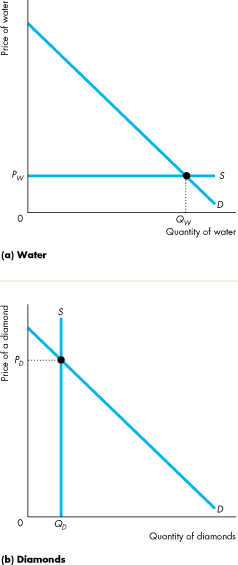 Price of water
P_W
S
D
0
Q_W
Quantity of water
(a) Water
Price of a diamond
S
P_D
D
0
Q_D
Quantity of diamonds
(b) Diamonds